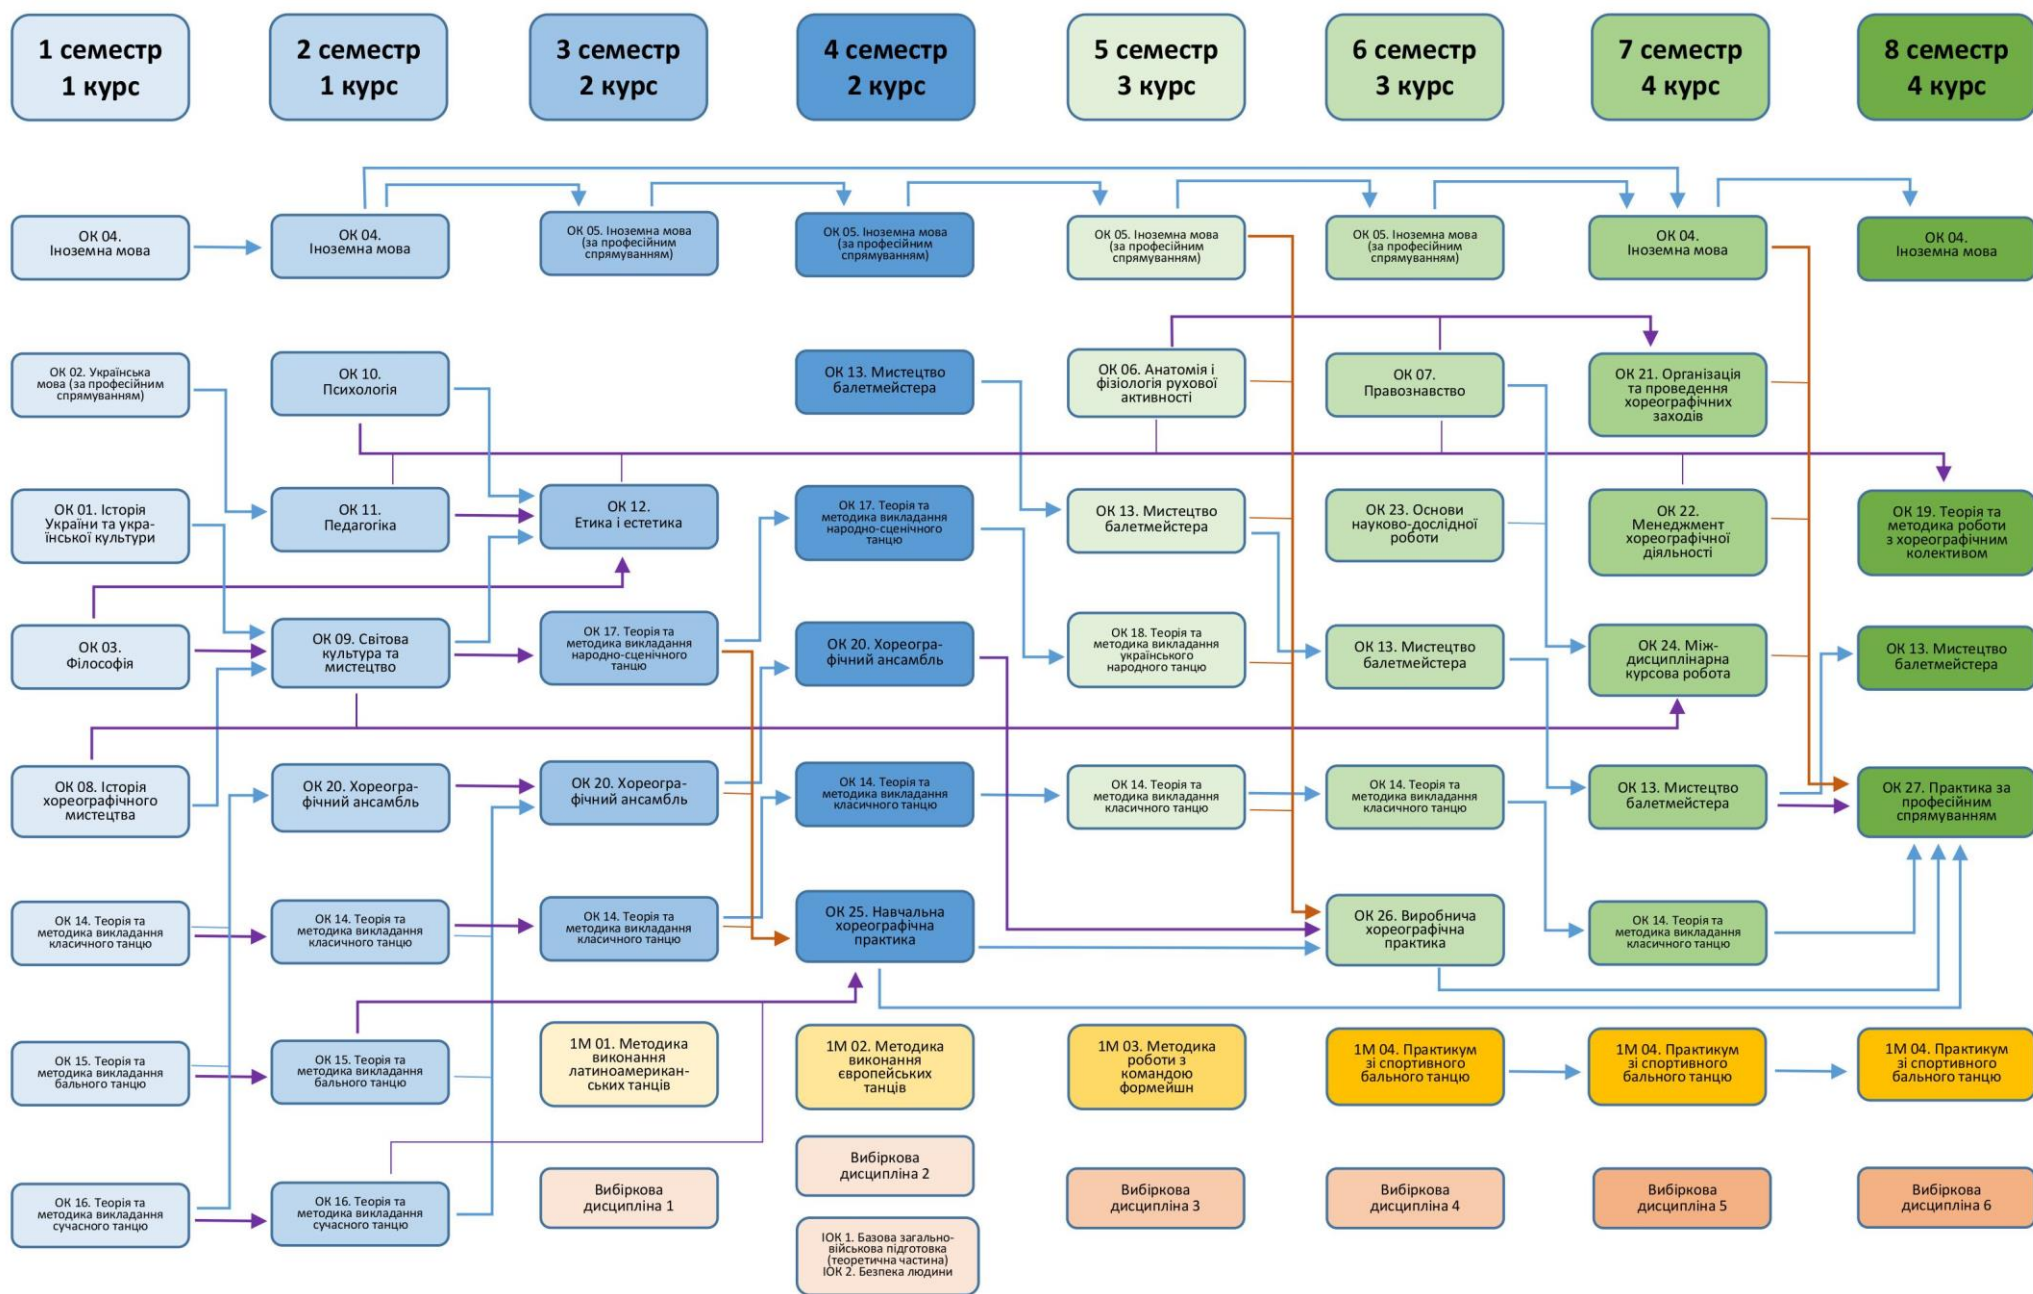 1 семестр
1 курс
2 семестр
1 курс
3 семестр
2 курс
4 семестр
2 курс
5 семестр
3 курс
6 семестр
3 курс
7 семестр
4 курс
8 семестр
4 курс
ОК 04.
Іноземна мова
ОК 04.
Іноземна мова
ОК 05. Іноземна мова
(за професійним
спрямуванням)
ОК 05. Іноземна мова
(за професійним
спрямуванням)
ОК 05. Іноземна мова
(за професійним
спрямуванням)
ОК 05. Іноземна мова
(за професійним
спрямуванням)
ОК 04.
Іноземна мова
ОК 04.
Іноземна мова
ОК 02. Українська
мова (за професійним
спрямуванням)
ОК 10.
Психологія
ОК 13. Мистецтво
балетмейстера
ОК 06. Анатомія і
фізіологія рухової
активності
ОК 07.
Правознавство
ОК 21. Організація
та проведення
хореографічних
заходів
ОК 01. Історія
України та укра-
їнської культури
ОК 11.
Педагогіка
ОК 12.
Етика і естетика
ОК 17. Теорія та
методика викладання
народно-сценічного
танцю
ОК 13. Мистецтво
балетмейстера
ОК 23. Основи
науково-дослідної
роботи
ОК 22.
Менеджмент
хореографічної
діяльності
ОК 19. Теорія та
методика роботи
з хореографічним
колективом
ОК 03.
Філософія
ОК 09. Світова
культура та
мистецтво
ОК 17. Теорія та
методика викладання
народно-сценічного
танцю
ОК 20. Хореогра-
фічний ансамбль
ОК 18. Теорія та
методика викладання
українського
народного танцю
ОК 13. Мистецтво
балетмейстера
ОК 24. Між-
дисциплінарна
курсова робота
ОК 13. Мистецтво
балетмейстера
ОК 08. Історія
хореографічного
мистецтва
ОК 20. Хореогра-
фічний ансамбль
ОК 20. Хореогра-
фічний ансамбль
ОК 14. Теорія та
методика викладання
класичного танцю
ОК 14. Теорія та
методика викладання
класичного танцю
ОК 14. Теорія та
методика викладання
класичного танцю
ОК 13. Мистецтво
балетмейстера
ОК 27. Практика за
професійним
спрямуванням
ОК 14. Теорія та
методика викладання
класичного танцю
ОК 14. Теорія та
методика викладання
класичного танцю
ОК 14. Теорія та
методика викладання
класичного танцю
ОК 25. Навчальна
хореографічна
практика
ОК 26. Виробнича
хореографічна
практика
ОК 14. Теорія та
методика викладання
класичного танцю
ОК 15. Теорія та
методика викладання
бального танцю
ОК 15. Теорія та
методика викладання
бального танцю
1М 01. Методика
виконання
латиноамерикан-
ських танців
1М 02. Методика
виконання
європейських
танців
1М 03. Методика
роботи з
командою
формейшн
1М 04. Практикум
зі спортивного
бального танцю
1М 04. Практикум
зі спортивного
бального танцю
1М 04. Практикум
зі спортивного
бального танцю
ОК 16. Теорія та
методика викладання
сучасного танцю
ОК 16. Теорія та
методика викладання
сучасного танцю
Вибіркова
дисципліна 1
Вибіркова
дисципліна 2
Вибіркова
дисципліна 3
Вибіркова
дисципліна 4
Вибіркова
дисципліна 5
Вибіркова
дисципліна 6
ІОК 1. Базова загально-
військова підготовка
(теоретична частина)
ІОК 2. Безпека людини